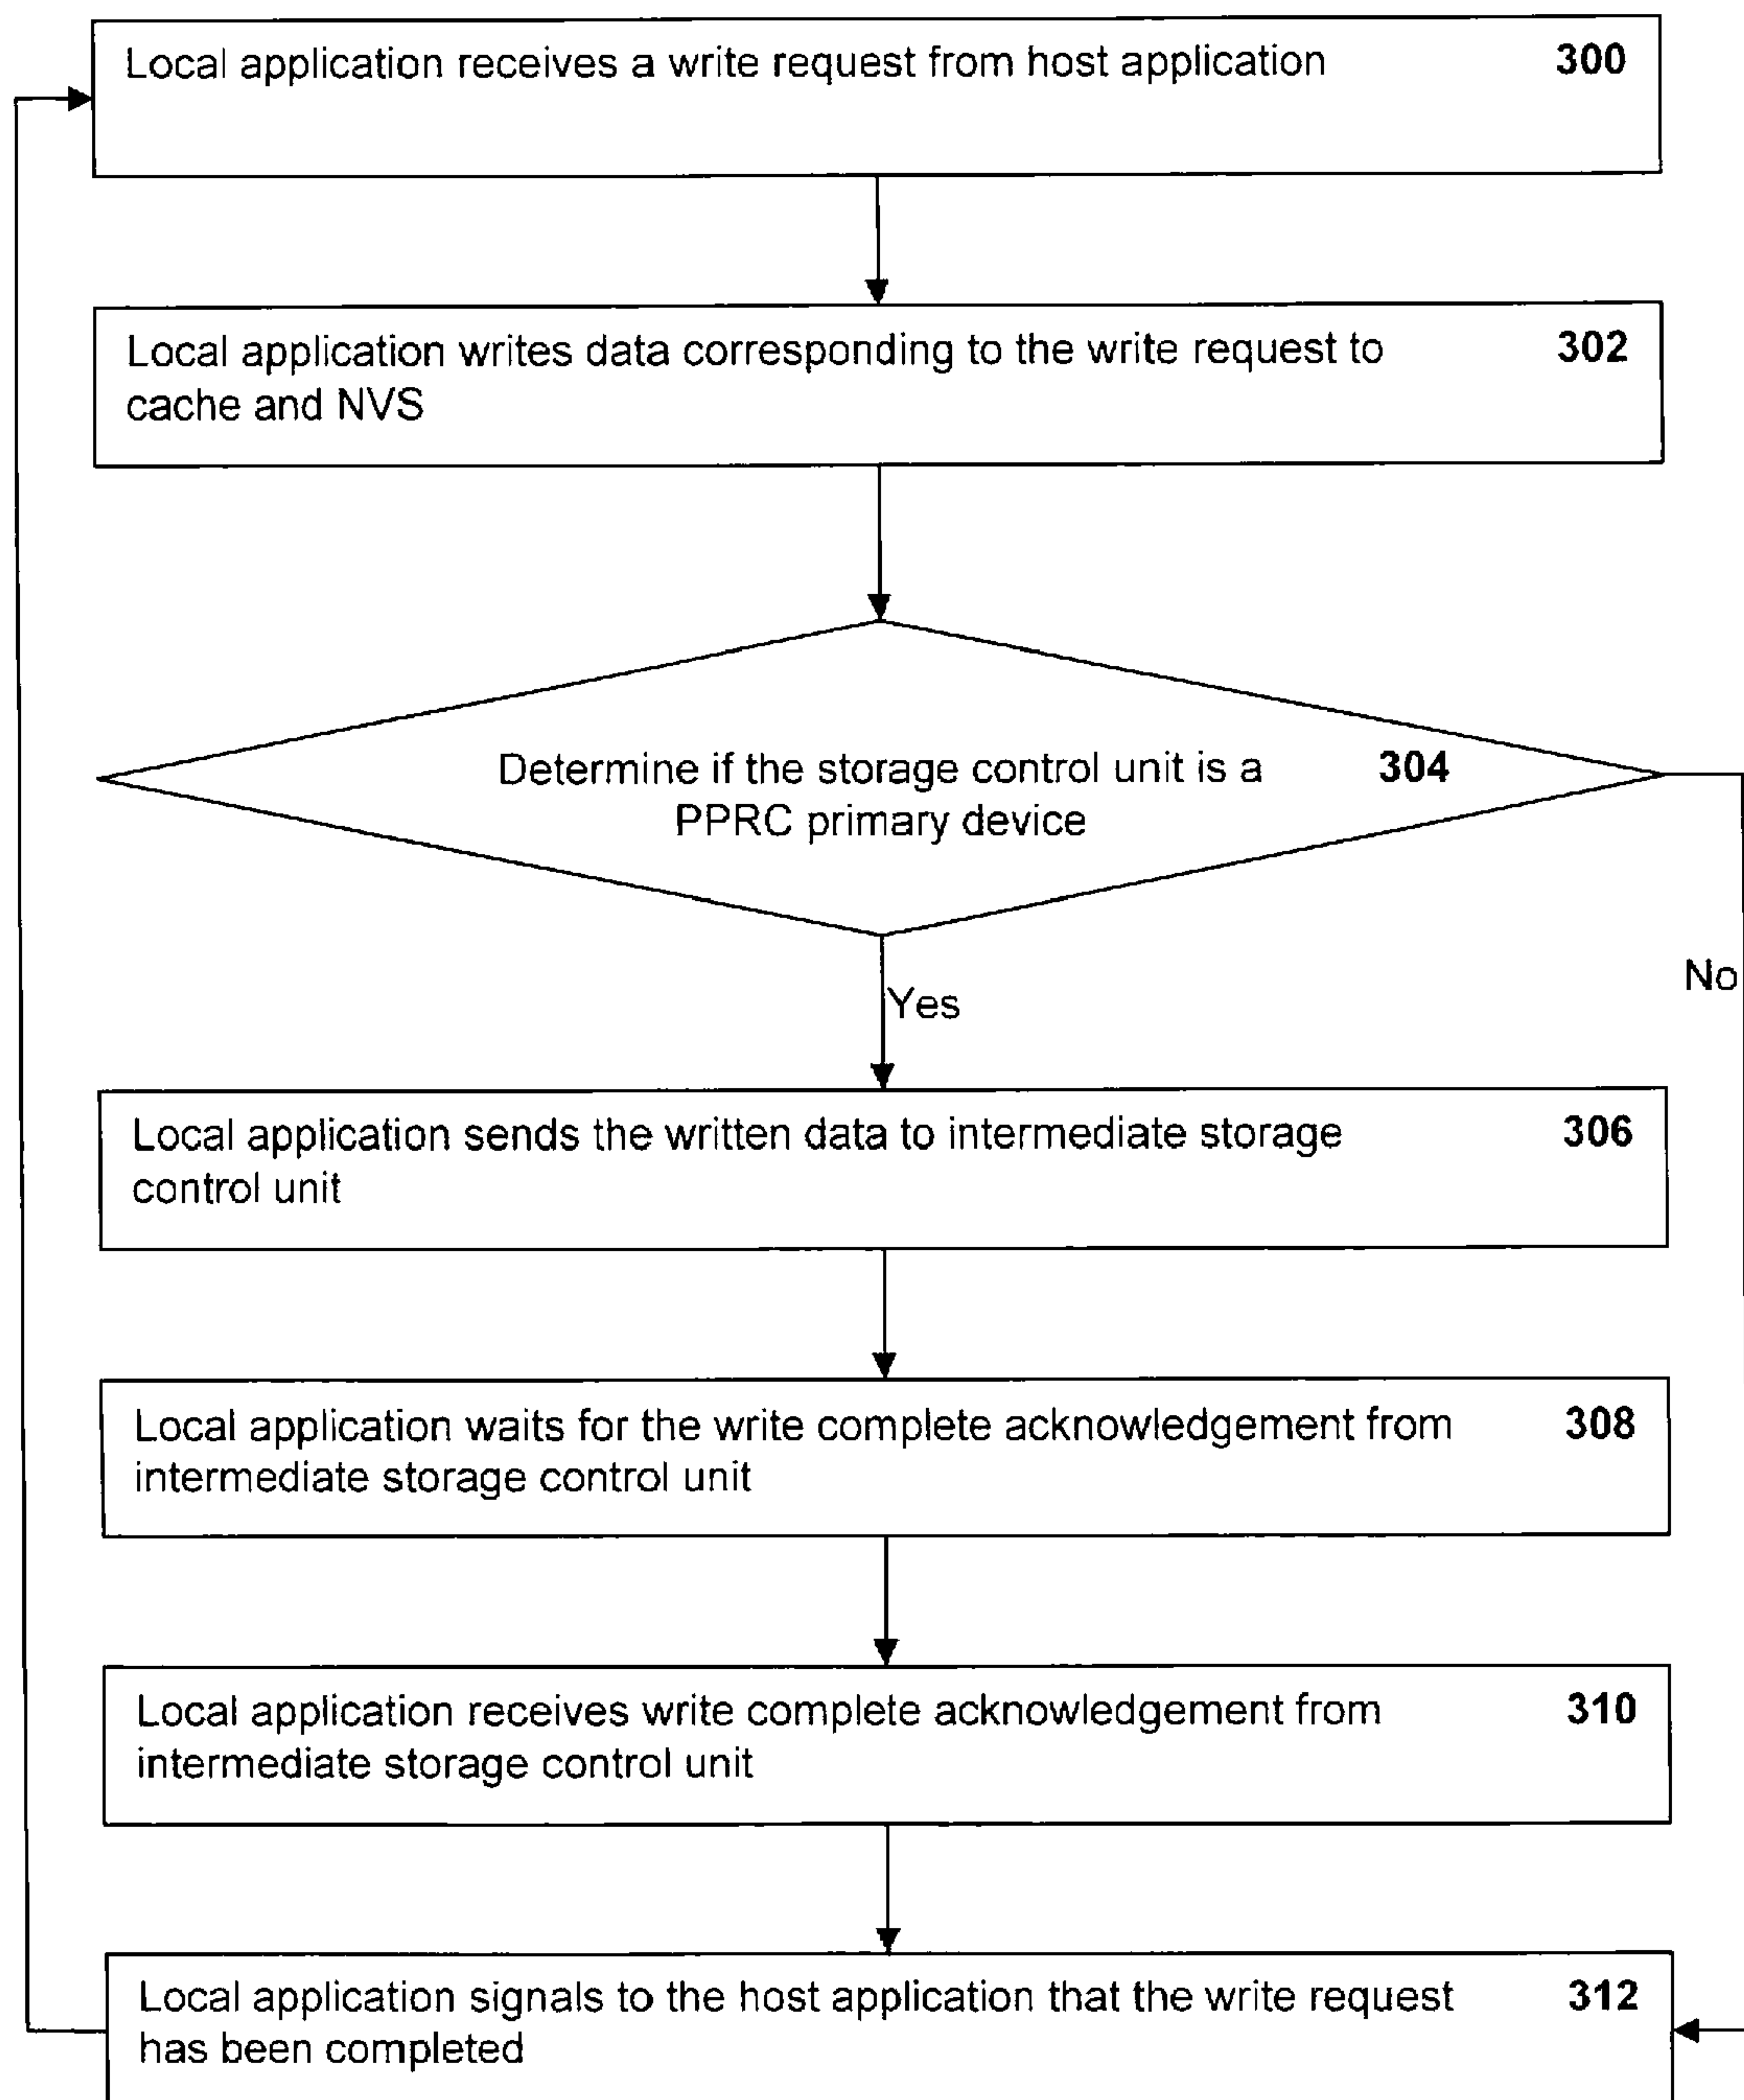 Local application receives a write request from host application 300
Local application writes data corresponding to the write request to 302
cache and NVS
Determine if the storage control unit is a 304
PPRC primary device
No
Yes
Local application sends the written data to intermediate storage 306
control unit
Local application waits for the write complete acknowledgement from 308
intermediate storage control unit
Local application receives write complete acknowledgement from 310
intermediate storage control unit
Local application signals to the host application that the write request 312
has been completed